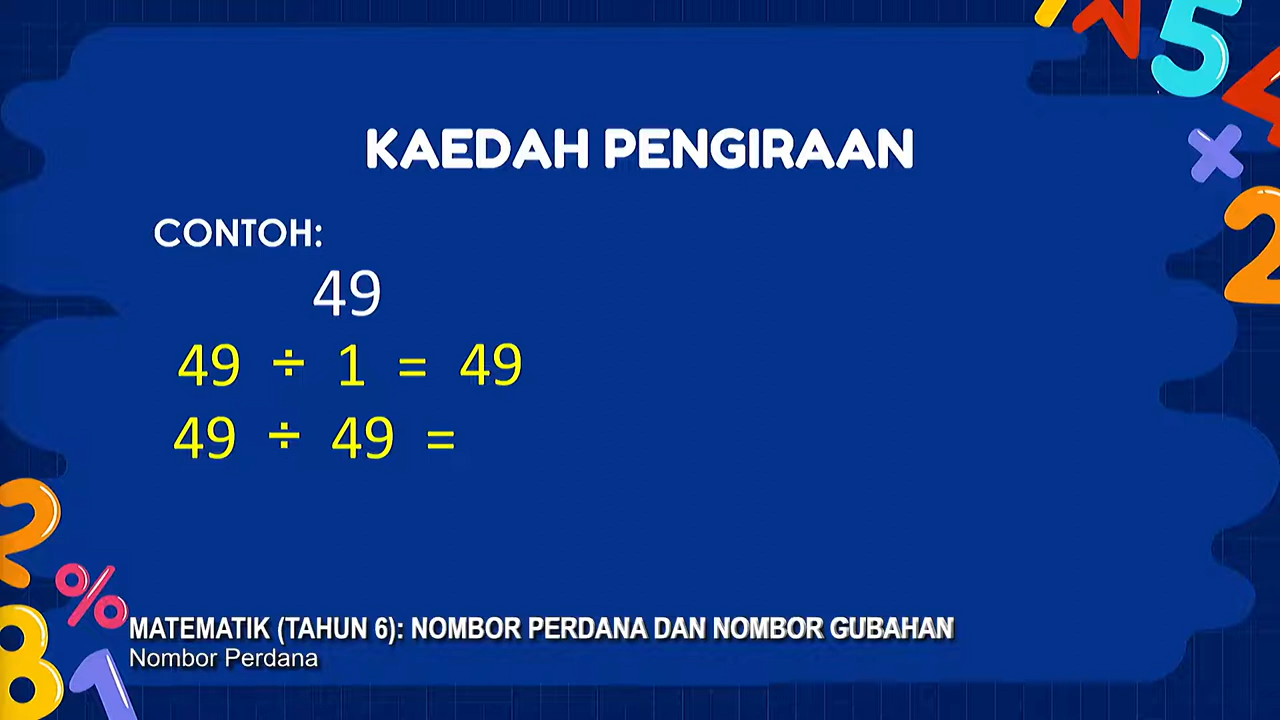 KAEDAH PENGIRAAN
CONTOH:
49
49 ÷ 1 = 49
49 ÷ 49 =
MATEMATIK (TAHUN 6): NOMBOR PERDANA DAN NOMBOR GUBAHAN
Nombor Perdana